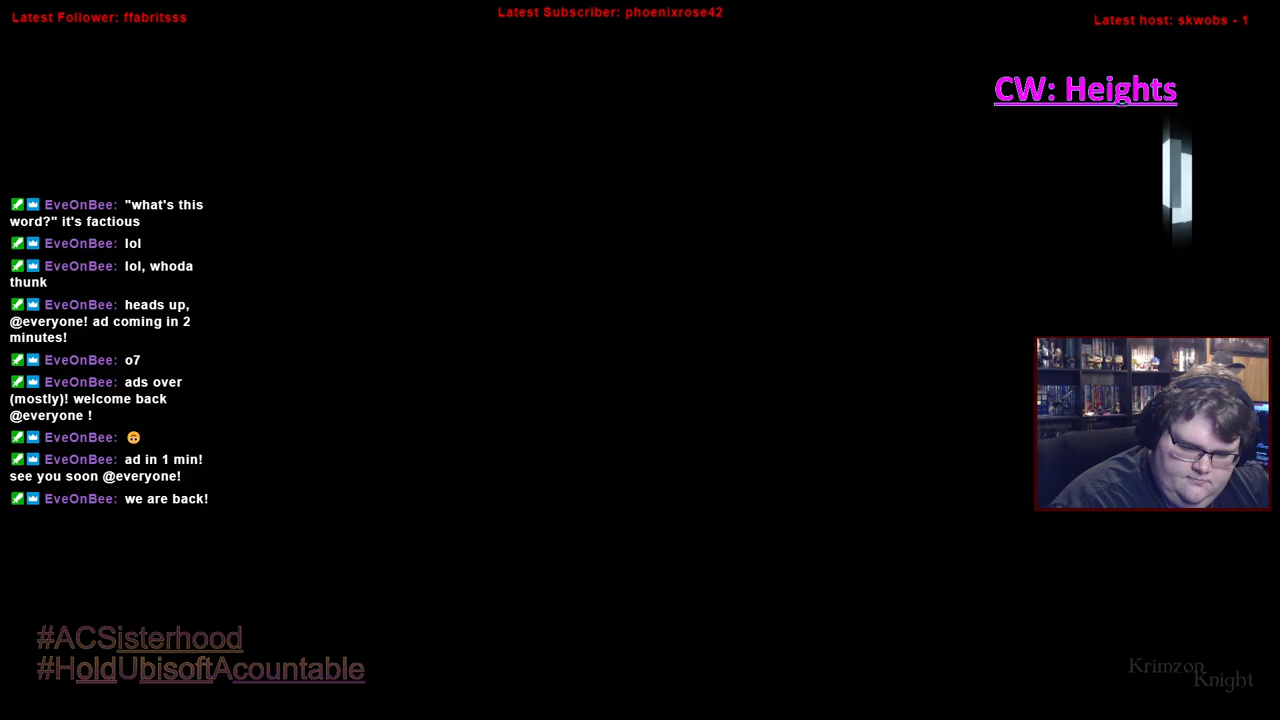 Latest Follower: ffabritsss
Latest Subscriber: phoenixrose42
Latest host: skwobs - 1
CW: Heights
EveOnBee: "what's this
word?" it's factious
EveOnBee: lol
EveOnBee: lol, whoda
thunk
EveOnBee: heads up,
@everyone! ad coming in 2
minutes!
EveOnBee: o7
EveOnBee: ads over
(mostly)! welcome back
@everyone !
EveOnBee: 🙃
EveOnBee: ad in 1 min!
see you soon @everyone!
EveOnBee: we are back!
#ACSisterhood
#HoldUbisoftAcountable
Krimzon
Knight